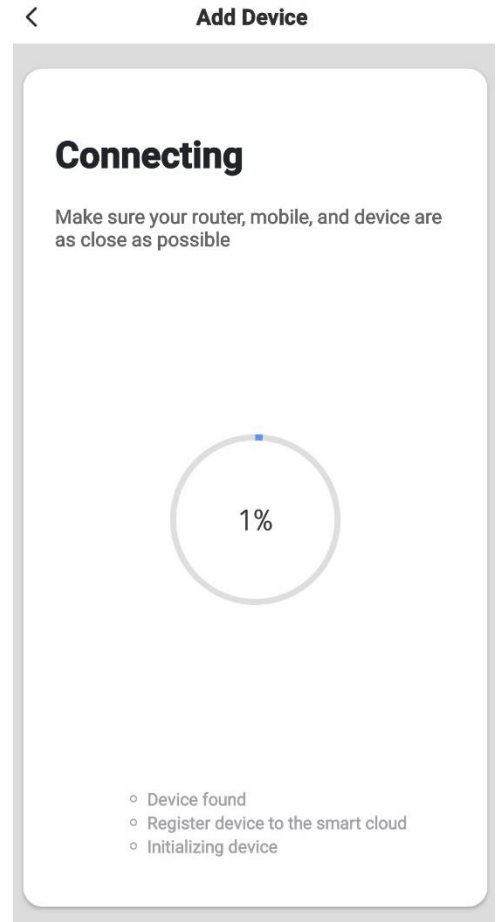 Add Device
Connecting
Make sure your router, mobile, and device are
as close as possible
1%
Device found
Register device to the smart cloud
Initializing device